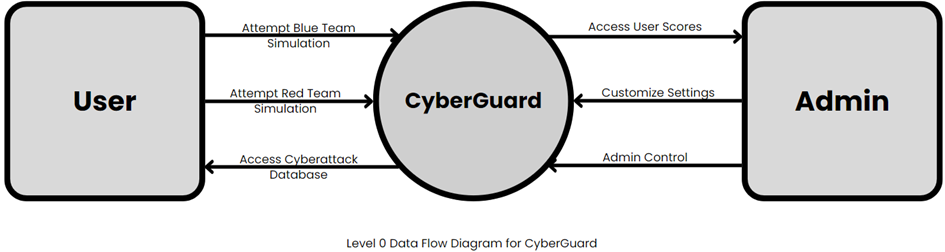 Attempt Blue Team
Simulation
Access User Scores
User
Attempt Red Team
Simulation
CyberGuard
Customize Settings
Admin
Access Cyberattack
Database
Admin Control
Level 0 Data Flow Diagram for CyberGuard